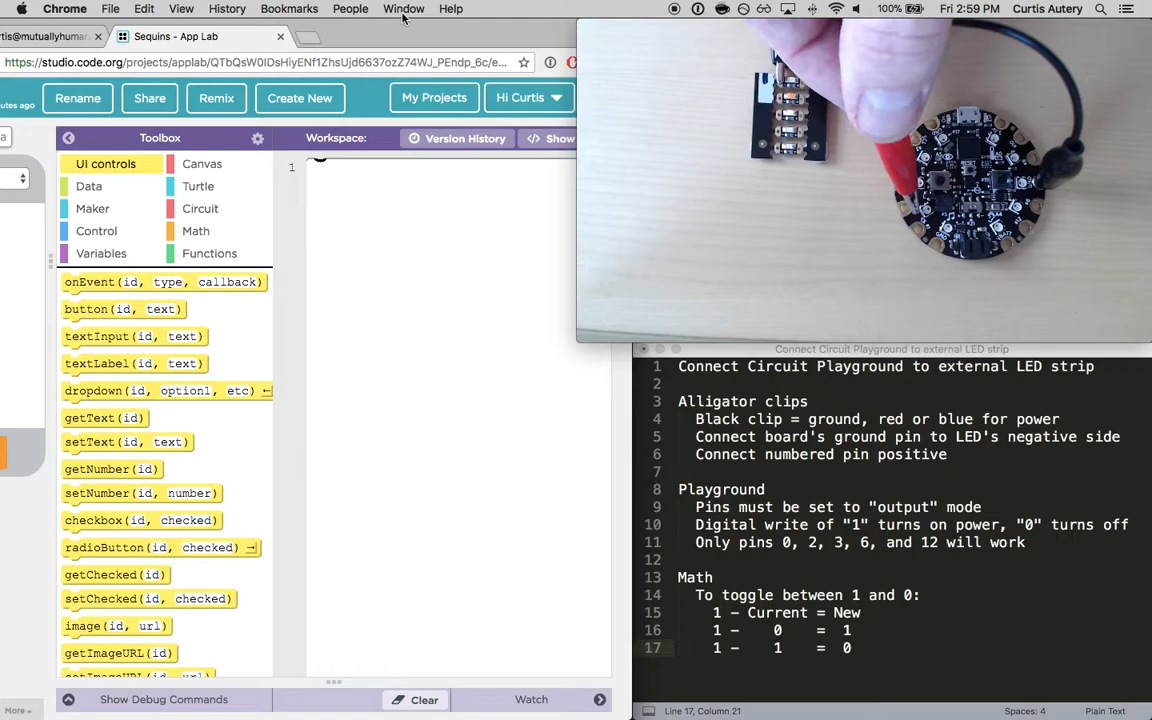 Chrome File Edit View History Bookmarks People Window Help 100% Fri 2:59 PM Curtis Autery
rtis@mutuallyhuman Sequins - App Lab
https://studio.code.org/projects/applab/QTbQsW0IDsHiyENf1ZhsUjd6637ozZ74WJ_PEndp_6c/e...
utes ago Rename Share Remix Create New My Projects Hi Curtis
a Toolbox Workspace: Version History </> Show
UI controls Canvas
Data Turtle
Maker Circuit
Control Math
Variables Functions
1
onEvent(id, type, callback)
button(id, text)
textInput(id, text)
textLabel(id, text)
dropdown(id, option1, etc)
getText(id)
setText(id, text)
getNumber(id)
setNumber(id, number)
checkbox(id, checked)
radioButton(id, checked)
getChecked(id)
setChecked(id, checked)
image(id, url)
getImageURL(id)
More
Show Debug Commands Clear Watch
RESET
Connect Circuit Playground to external LED strip
1 Connect Circuit Playground to external LED strip
2
3 Alligator clips
4 Black clip = ground, red or blue for power
5 Connect board's ground pin to LED's negative side
6 Connect numbered pin positive
7
8 Playground
9 Pins must be set to "output" mode
10 Digital write of "1" turns on power, "0" turns off
11 Only pins 0, 2, 3, 6, and 12 will work
12
13 Math
14 To toggle between 1 and 0:
15 1 - Current = New
16 1 - 0 = 1
17 1 - 1 = 0
Line 17, Column 21 Spaces: 4 Plain Text